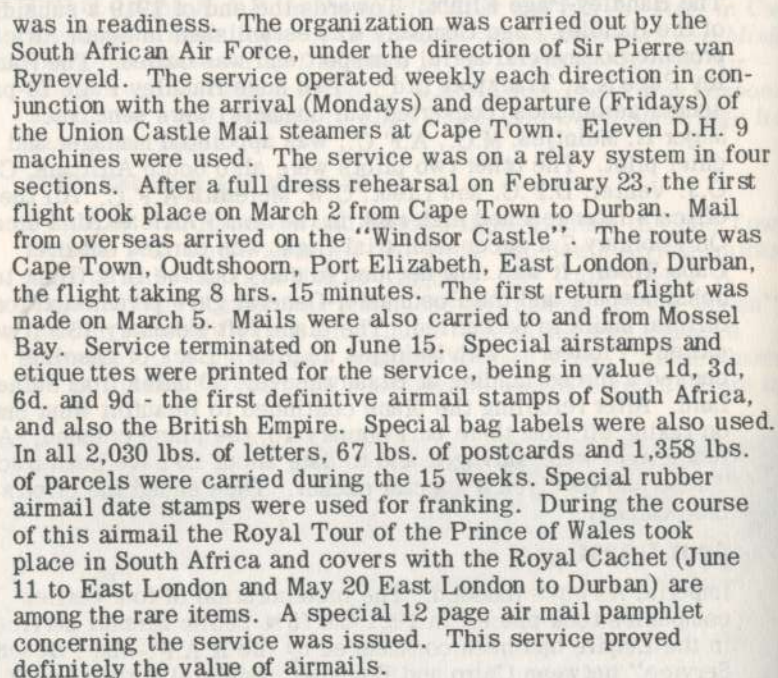 was in readiness. The organization was carried out by the
South African Air Force, under the direction of Sir Pierre van
Ryneveld. The service operated weekly each direction in con-
junction with the arrival (Mondays) and departure (Fridays) of
the Union Castle Mail steamers at Cape Town. Eleven D.H. 9
machines were used. The service was on a relay system in four
sections. After a full dress rehearsal on February 23, the first
flight took place on March 2 from Cape Town to Durban. Mail
from overseas arrived on the "Windsor Castle". The route was
Cape Town, Oudtshoorn, Port Elizabeth, East London, Durban,
the flight taking 8 hrs. 15 minutes. The first return flight was
made on March 5. Mails were also carried to and from Mossel
Bay. Service terminated on June 15. Special airstamps and
etique ttes were printed for the service, being in value 1d, 3d,
6d. and 9d - the first definitive airmail stamps of South Africa,
and also the British Empire. Special bag labels were also used.
In all 2,030 lbs. of letters, 67 lbs. of postcards and 1,358 lbs.
of parcels were carried during the 15 weeks. Special rubber
airmail date stamps were used for franking. During the course
of this airmail the Royal Tour of the Prince of Wales took
place in South Africa and covers with the Royal Cachet (June
11 to East London and May 20 East London to Durban) are
among the rare items. A special 12 page air mail pamphlet
concerning the service was issued. This service proved
definitely the value of airmails.